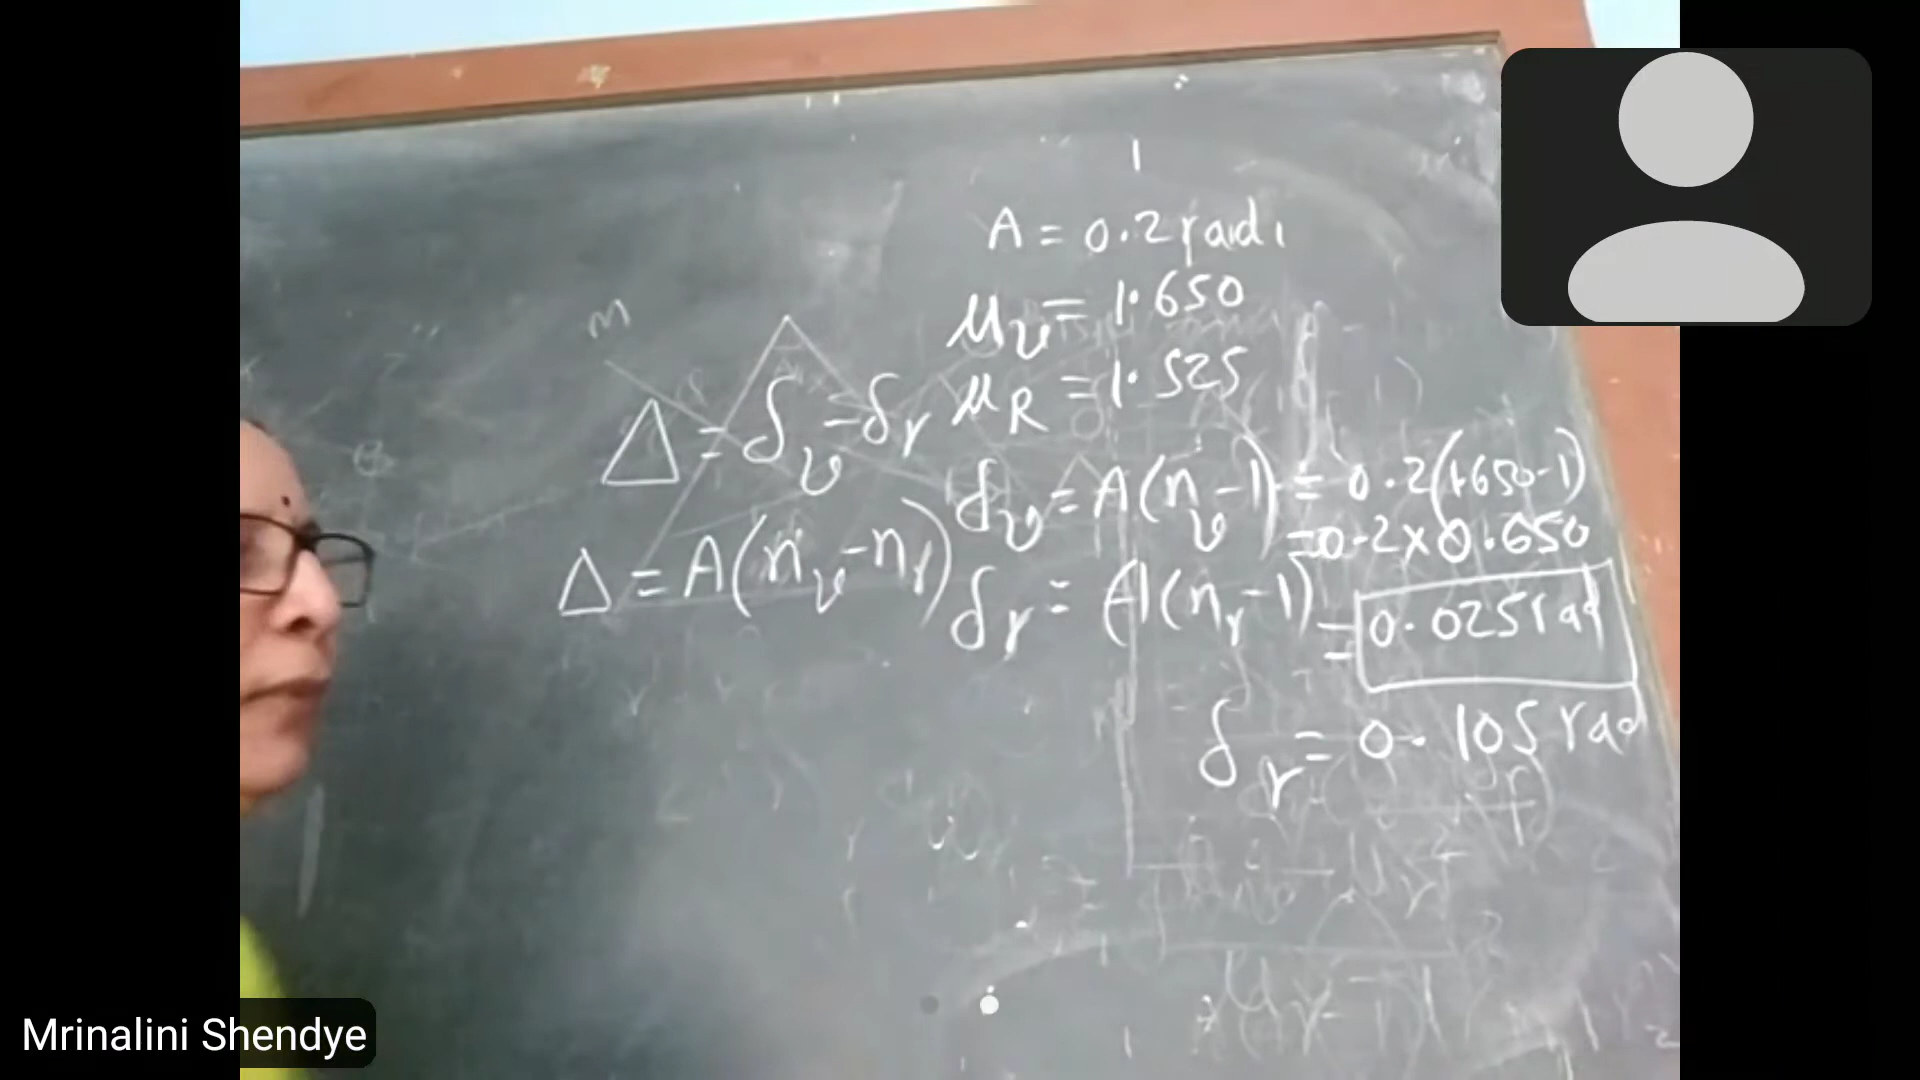 A = 0.2 rad
μv = 1.650
μR = 1.525
M
Δ = δv - δr
δv = A(nv-1) = 0.2(1.650-1)
= 0.2 x 0.650
Δ = A(nv-nr)
δr = A(nr-1)
= 0.025 rad
δr = 0.105 rad
Mrinalini Shendye